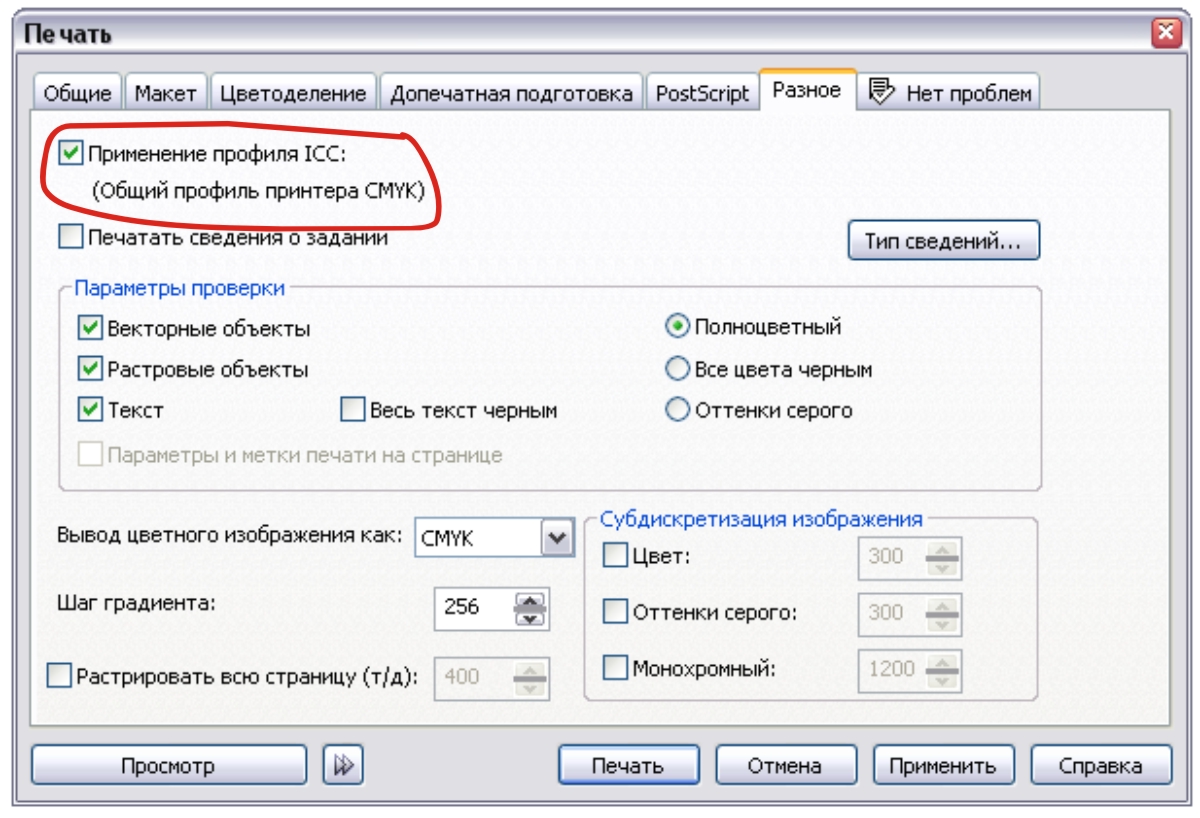 Печать
Общие Макет Цветоделение Допечатная подготовка PostScript Разное Нет проблем
Применение профиля ICC:
(Общий профиль принтера CMYK)
Печатать сведения о задании Тип сведений...
Параметры проверки
Векторные объекты Полноцветный
Растровые объекты Все цвета черным
Текст Весь текст черным Оттенки серого
Параметры и метки печати на странице
Вывод цветного изображения как: CMYK
Субдискретизация изображения
Цвет: 300
Шаг градиента: 256
Оттенки серого: 300
Растрировать всю страницу (т/д): 400
Монохромный: 1200
Просмотр Печать Отмена Применить Справка